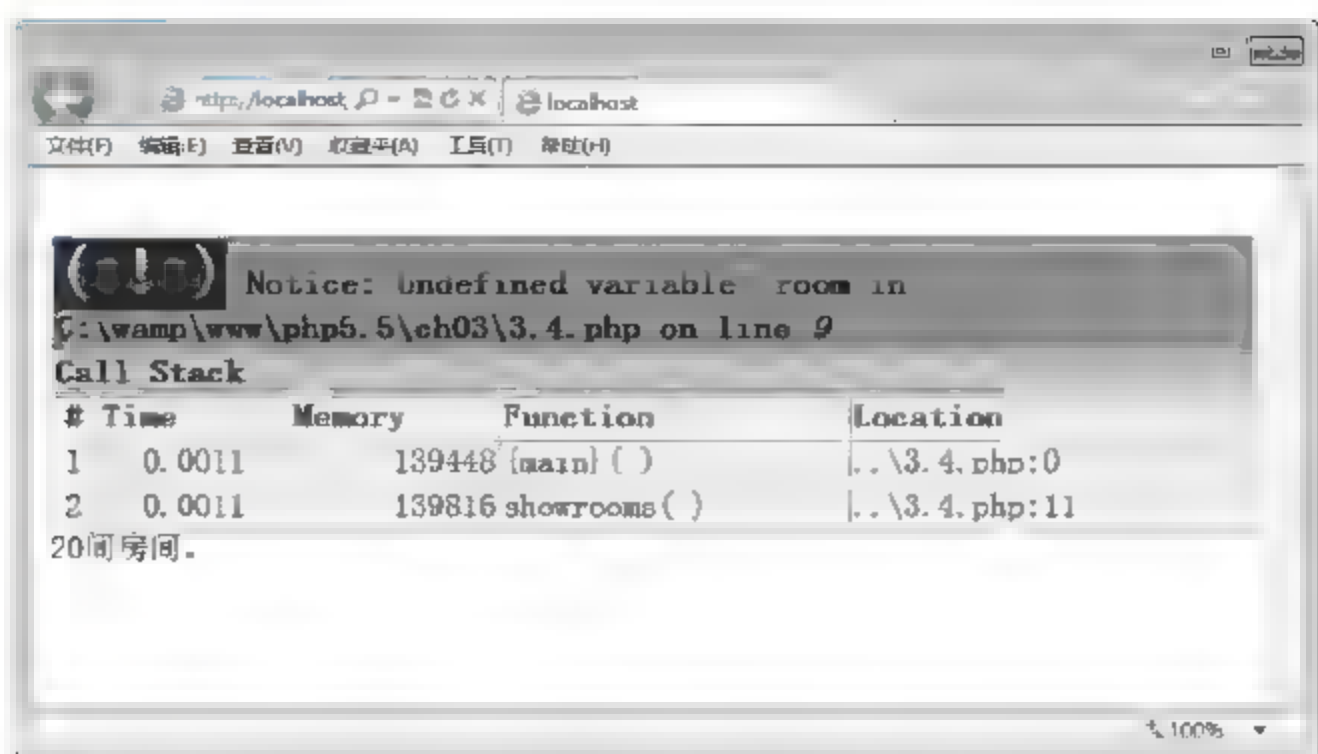 http://localhost
localhost
文件(F) 编辑(E) 查看(V) 收藏夹(A) 工具(T) 帮助(H)
(!) Notice: Undefined variable: room in
C:\wamp\www\php5.5\ch03\3.4.php on line 9
Call Stack
# Time Memory Function Location
1 0.0011 139448 {main}( ) ..\3.4.php:0
2 0.0011 139816 showrooms( ) ..\3.4.php:11
20间房间.
100%